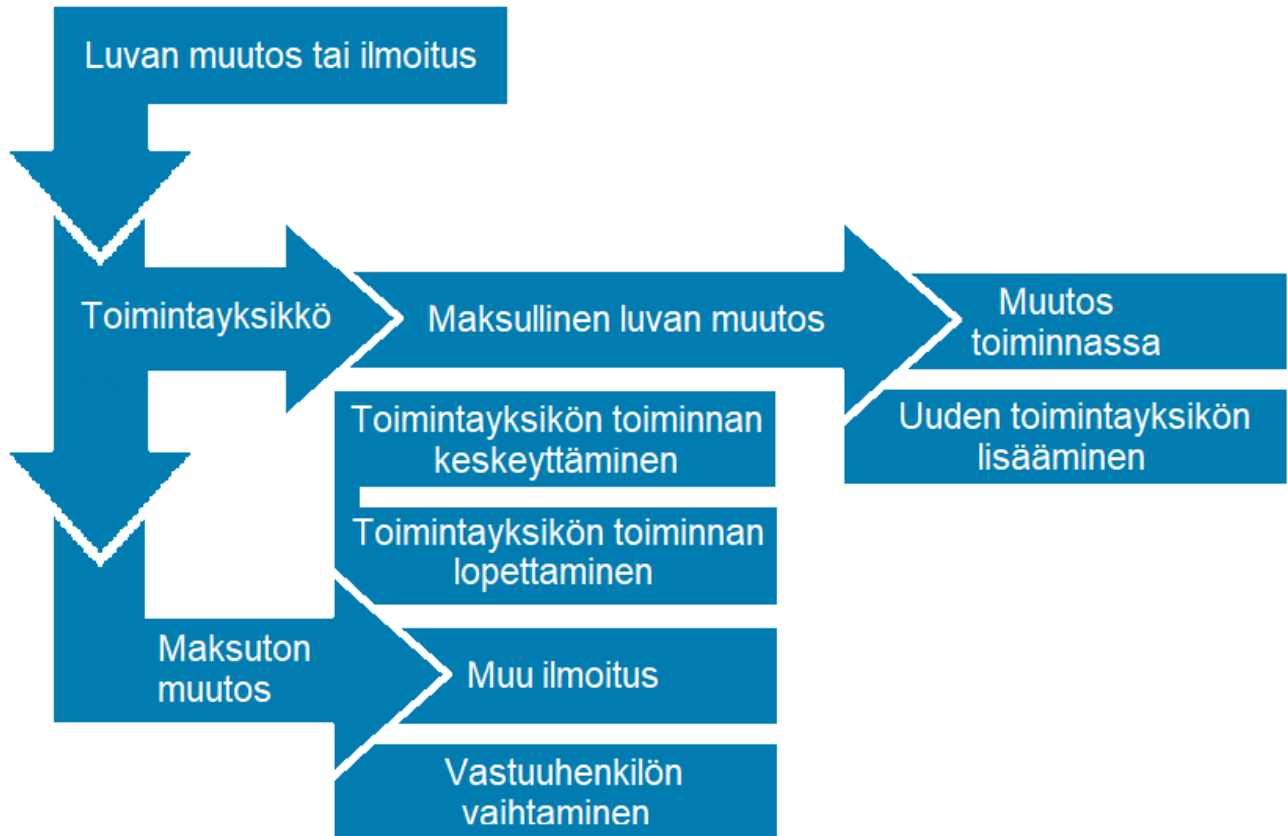 Luvan muutos tai ilmoitus
Toimintayksikkö
Maksullinen luvan muutos
Muutos
toiminnassa
Uuden toimintayksikön
lisääminen
Toimintayksikön toiminnan
keskeyttäminen
Toimintayksikön toiminnan
lopettaminen
Maksuton
muutos
Muu ilmoitus
Vastuuhenkilön
vaihtaminen